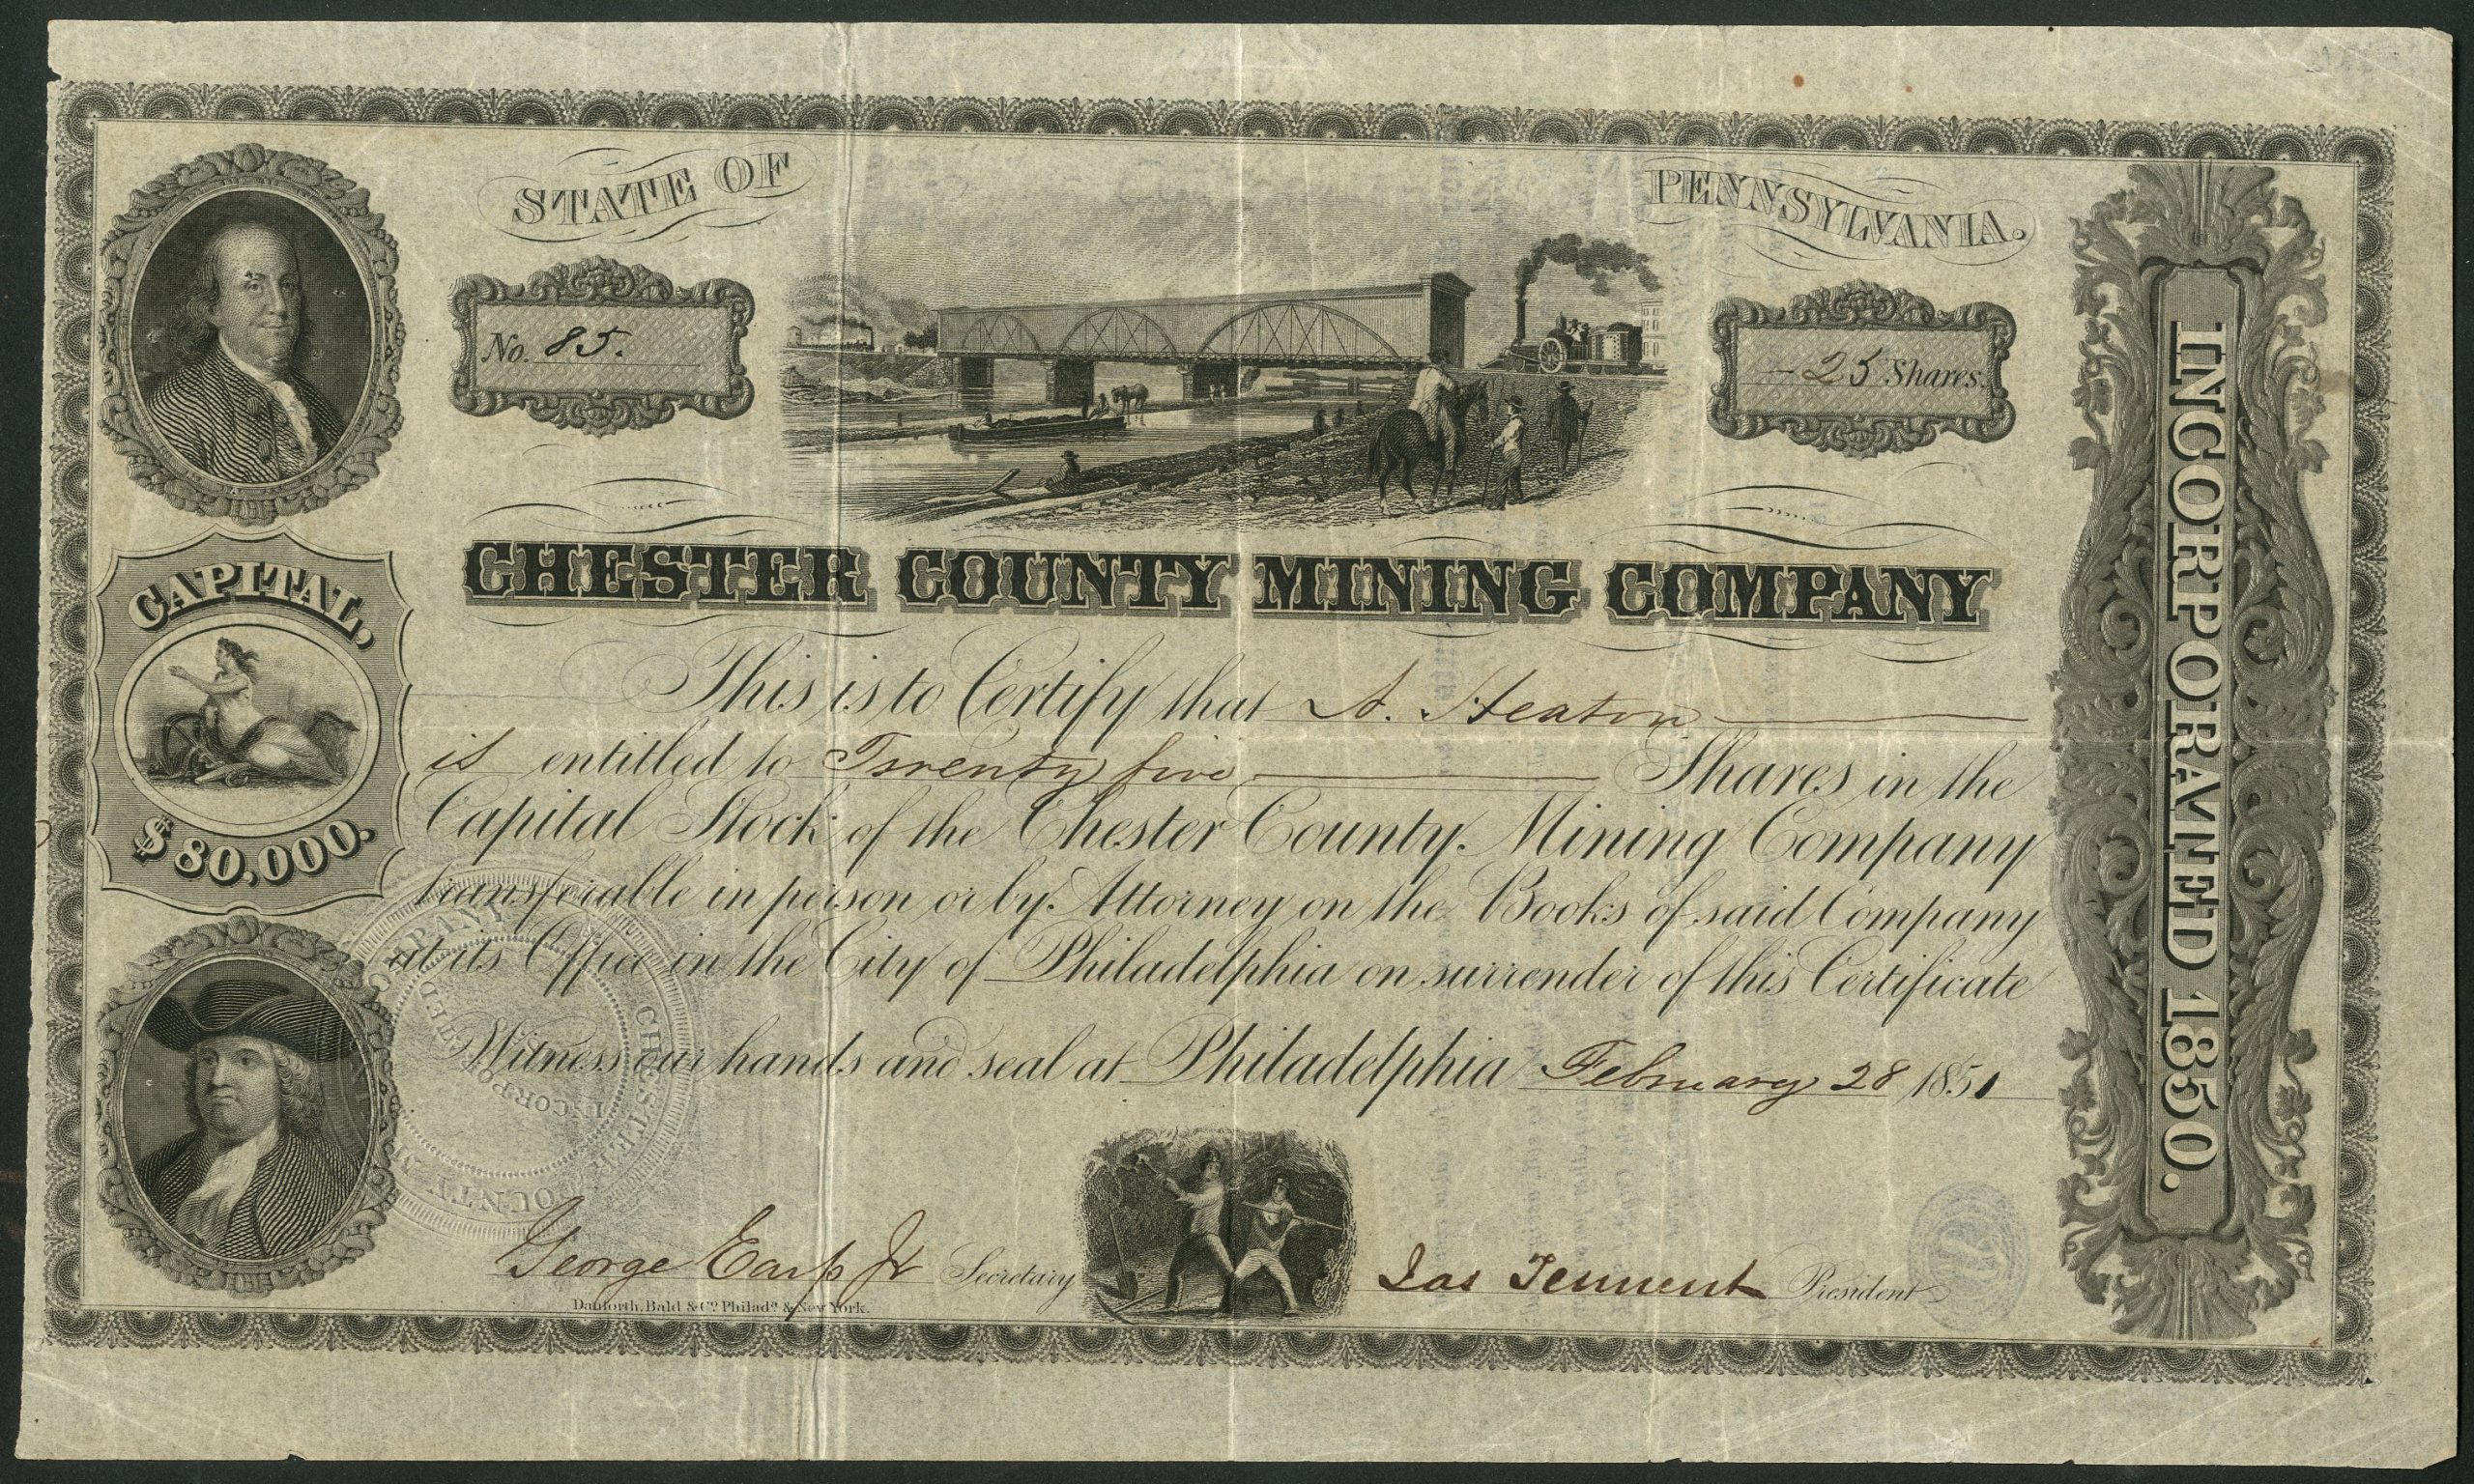 STATE OF PENNSYLVANIA.
No. 85.
25 Shares.
CHESTER COUNTY MINING COMPANY
CAPITAL,
$80,000.
INCORPORATED 1850.
This is to Certify that A. Heaton
is entitled to Twenty five Shares in the
Capital Stock of the Chester County Mining Company
transferable in person or by Attorney on the Books of said Company
at its Office in the City of Philadelphia on surrender of this Certificate
Witness our hands and seal at Philadelphia February 28 1851
CHESTER COUNTY COMPANY
INCORPORATED
George Earp Jr Secretary
Jas Tennent President
Danforth, Bald & Co. Philada. & New York.